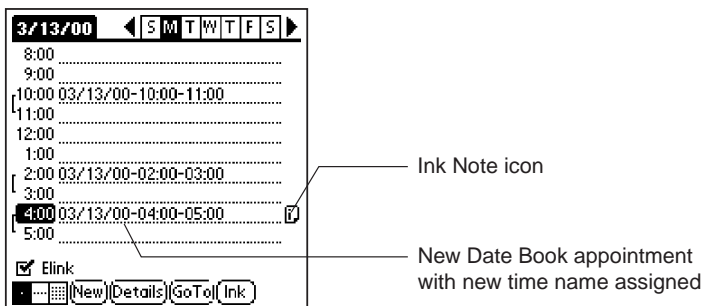 3/13/00 S M T W T F S
8:00
9:00
10:00 03/13/00-10:00-11:00
11:00
12:00
1:00
2:00 03/13/00-02:00-03:00
3:00
4:00 03/13/00-04:00-05:00
5:00
Elink
New Details GoTo Ink
Ink Note icon
New Date Book appointment
with new time name assigned